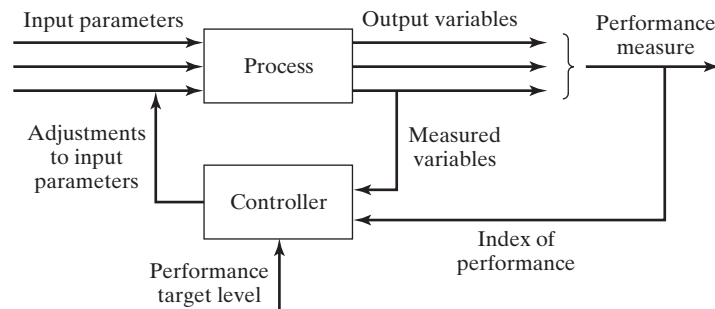 Input parameters
Output variables
Performance
measure
Process
Adjustments
to input
parameters
Measured
variables
Controller
Index of
performance
Performance
target level